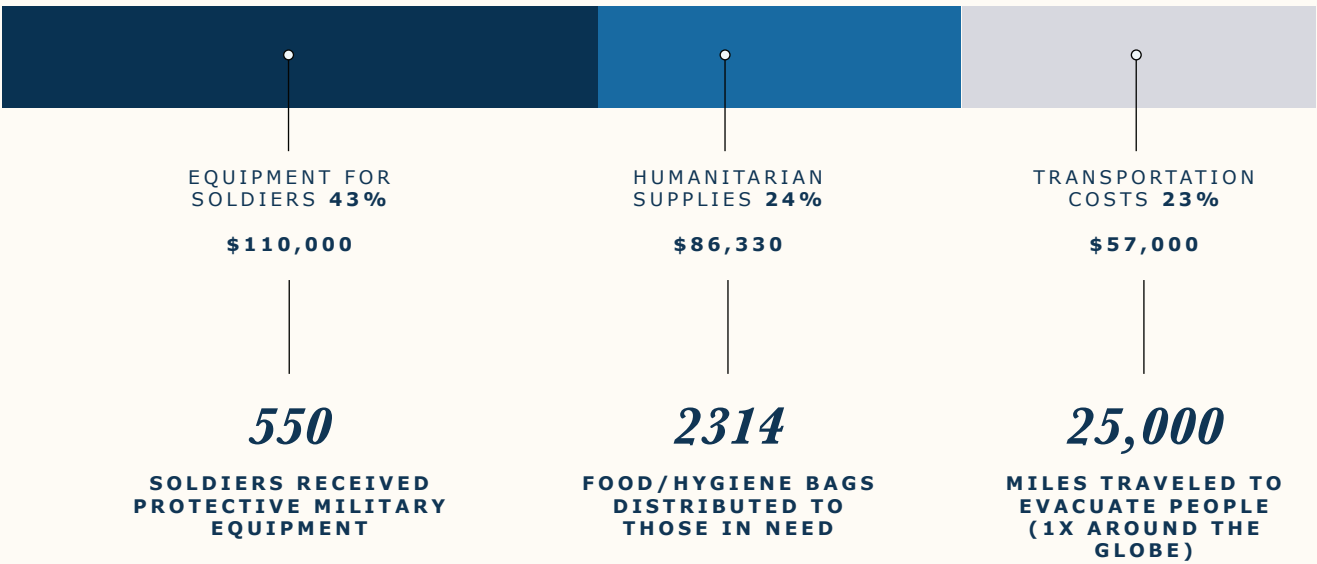 EQUIPMENT FOR
SOLDIERS 43%
$110,000
550
SOLDIERS RECEIVED
PROTECTIVE MILITARY
EQUIPMENT
HUMANITARIAN
SUPPLIES 24%
$86,330
2314
FOOD/HYGIENE BAGS
DISTRIBUTED TO
THOSE IN NEED
TRANSPORTATION
COSTS 23%
$57,000
25,000
MILES TRAVELED TO
EVACUATE PEOPLE
(1X AROUND THE
GLOBE)